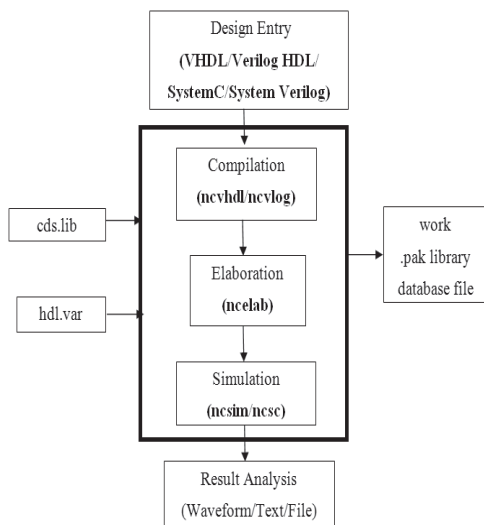 Design Entry
(VHDL/Verilog HDL/
SystemC/System Verilog)
Compilation
(ncvhdl/ncvlog)
cds.lib
work
.pak library
database file
Elaboration
(ncelab)
hdl.var
Simulation
(ncsim/ncsc)
Result Analysis
(Waveform/Text/File)